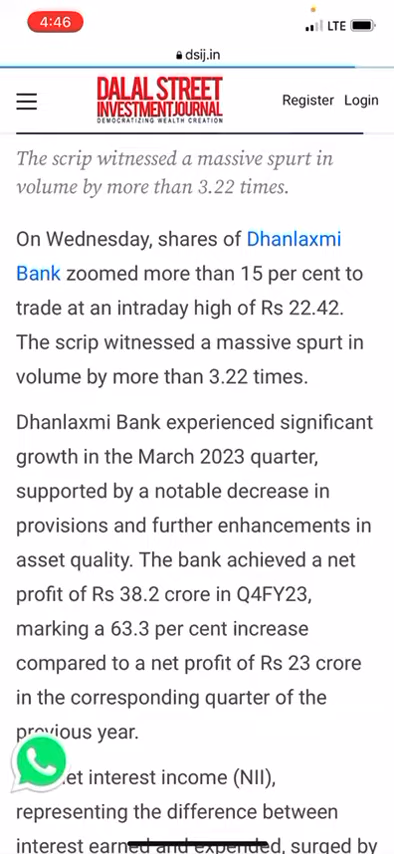 4:46
LTE
dsij.in
DALAL STREET
INVESTMENT JOURNAL
DEMOCRATIZING WEALTH CREATION
Register Login
The scrip witnessed a massive spurt in
volume by more than 3.22 times.
On Wednesday, shares of Dhanlaxmi
Bank zoomed more than 15 per cent to
trade at an intraday high of Rs 22.42.
The scrip witnessed a massive spurt in
volume by more than 3.22 times.
Dhanlaxmi Bank experienced significant
growth in the March 2023 quarter,
supported by a notable decrease in
provisions and further enhancements in
asset quality. The bank achieved a net
profit of Rs 38.2 crore in Q4FY23,
marking a 63.3 per cent increase
compared to a net profit of Rs 23 crore
in the corresponding quarter of the
previous year.
et interest income (NII),
representing the difference between
interest earned and expended, surged by